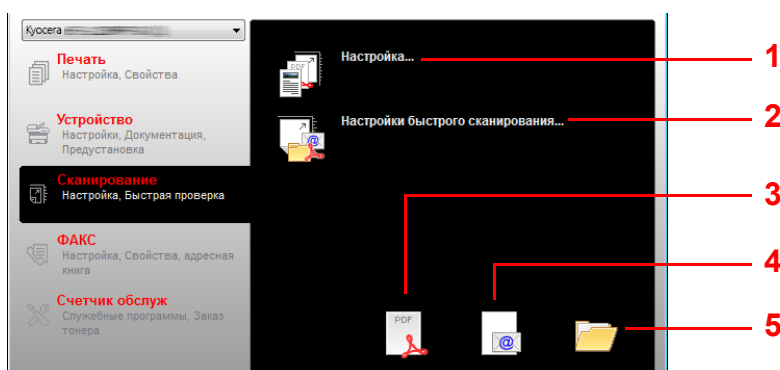 Kyocera
Печать
Настройка, Свойства
Устройство
Настройки, Документация,
Предустановка
Сканирование
Настройка, Быстрая проверка
ФАКС
Настройка, Свойства, адресная
книга
Счетчик обслуж
Служебные программы, Заказ
тонера
Настройка...
1
Настройки быстрого сканирования...
2
3
4
5
PDF
PDF
@
@